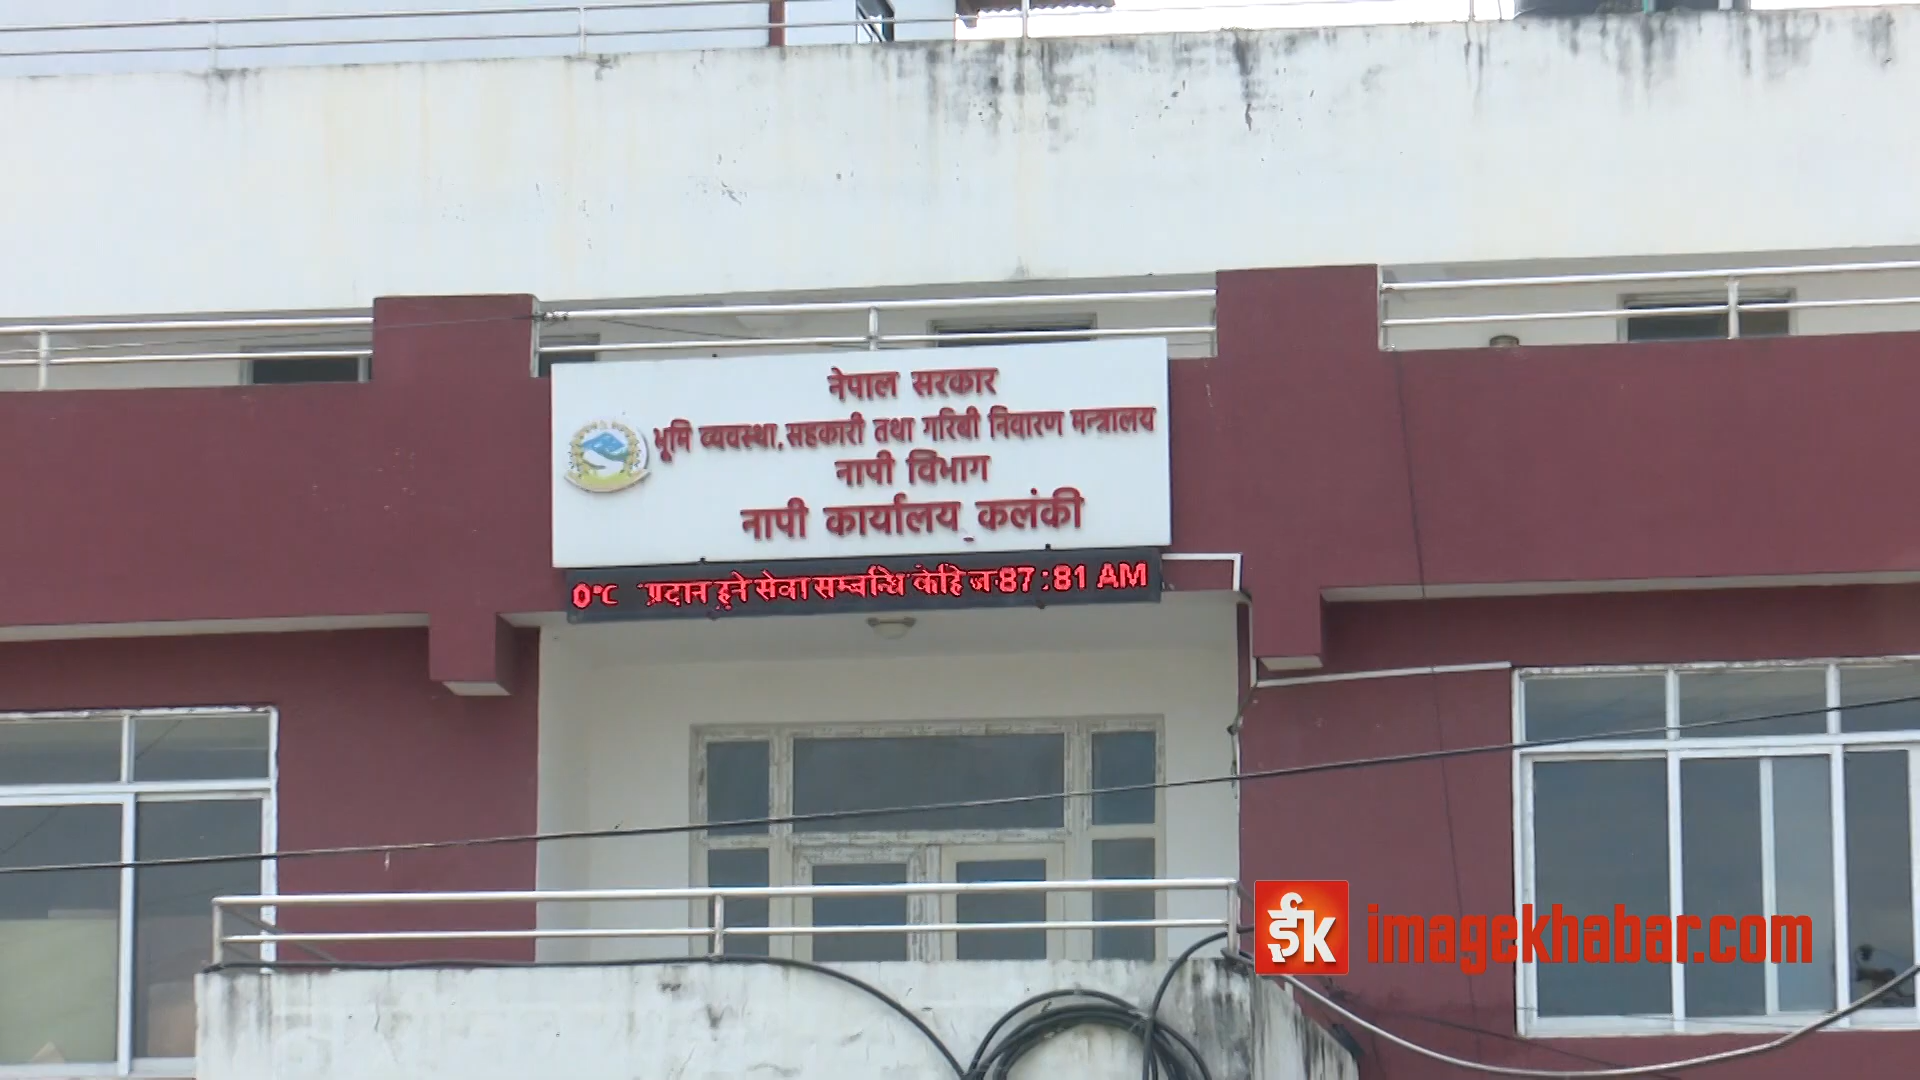 नेपाल सरकार
भूमि व्यवस्था, सहकारी तथा गरिबी निवारण मन्त्रालय
नापी विभाग
नापी कार्यालय कलंकी
0°C प्रदान हुने सेवा सम्बन्धि केहि ज 87:81 AM
ईk imagekhabar.com